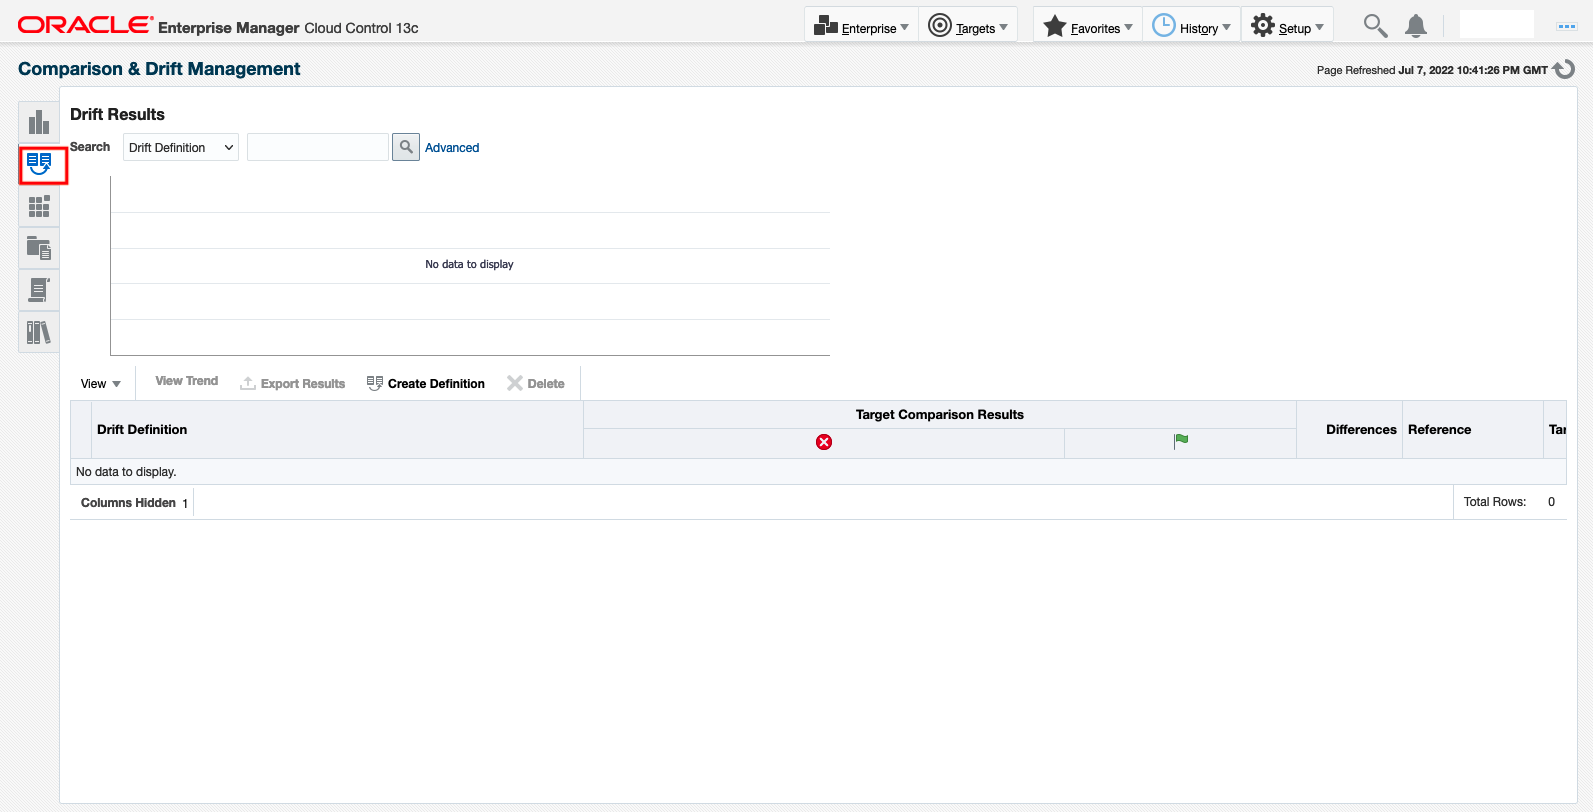 ORACLE Enterprise Manager Cloud Control 13c
Enterprise
Targets
Favorites
History
Setup
Comparison & Drift Management
Page Refreshed Jul 7, 2022 10:41:26 PM GMT
Drift Results
Search
Drift Definition
Advanced
No data to display
View
View Trend
Export Results
Create Definition
Delete
Drift Definition
Target Comparison Results
Differences
Reference
Tar
No data to display.
Columns Hidden 1
Total Rows: 0